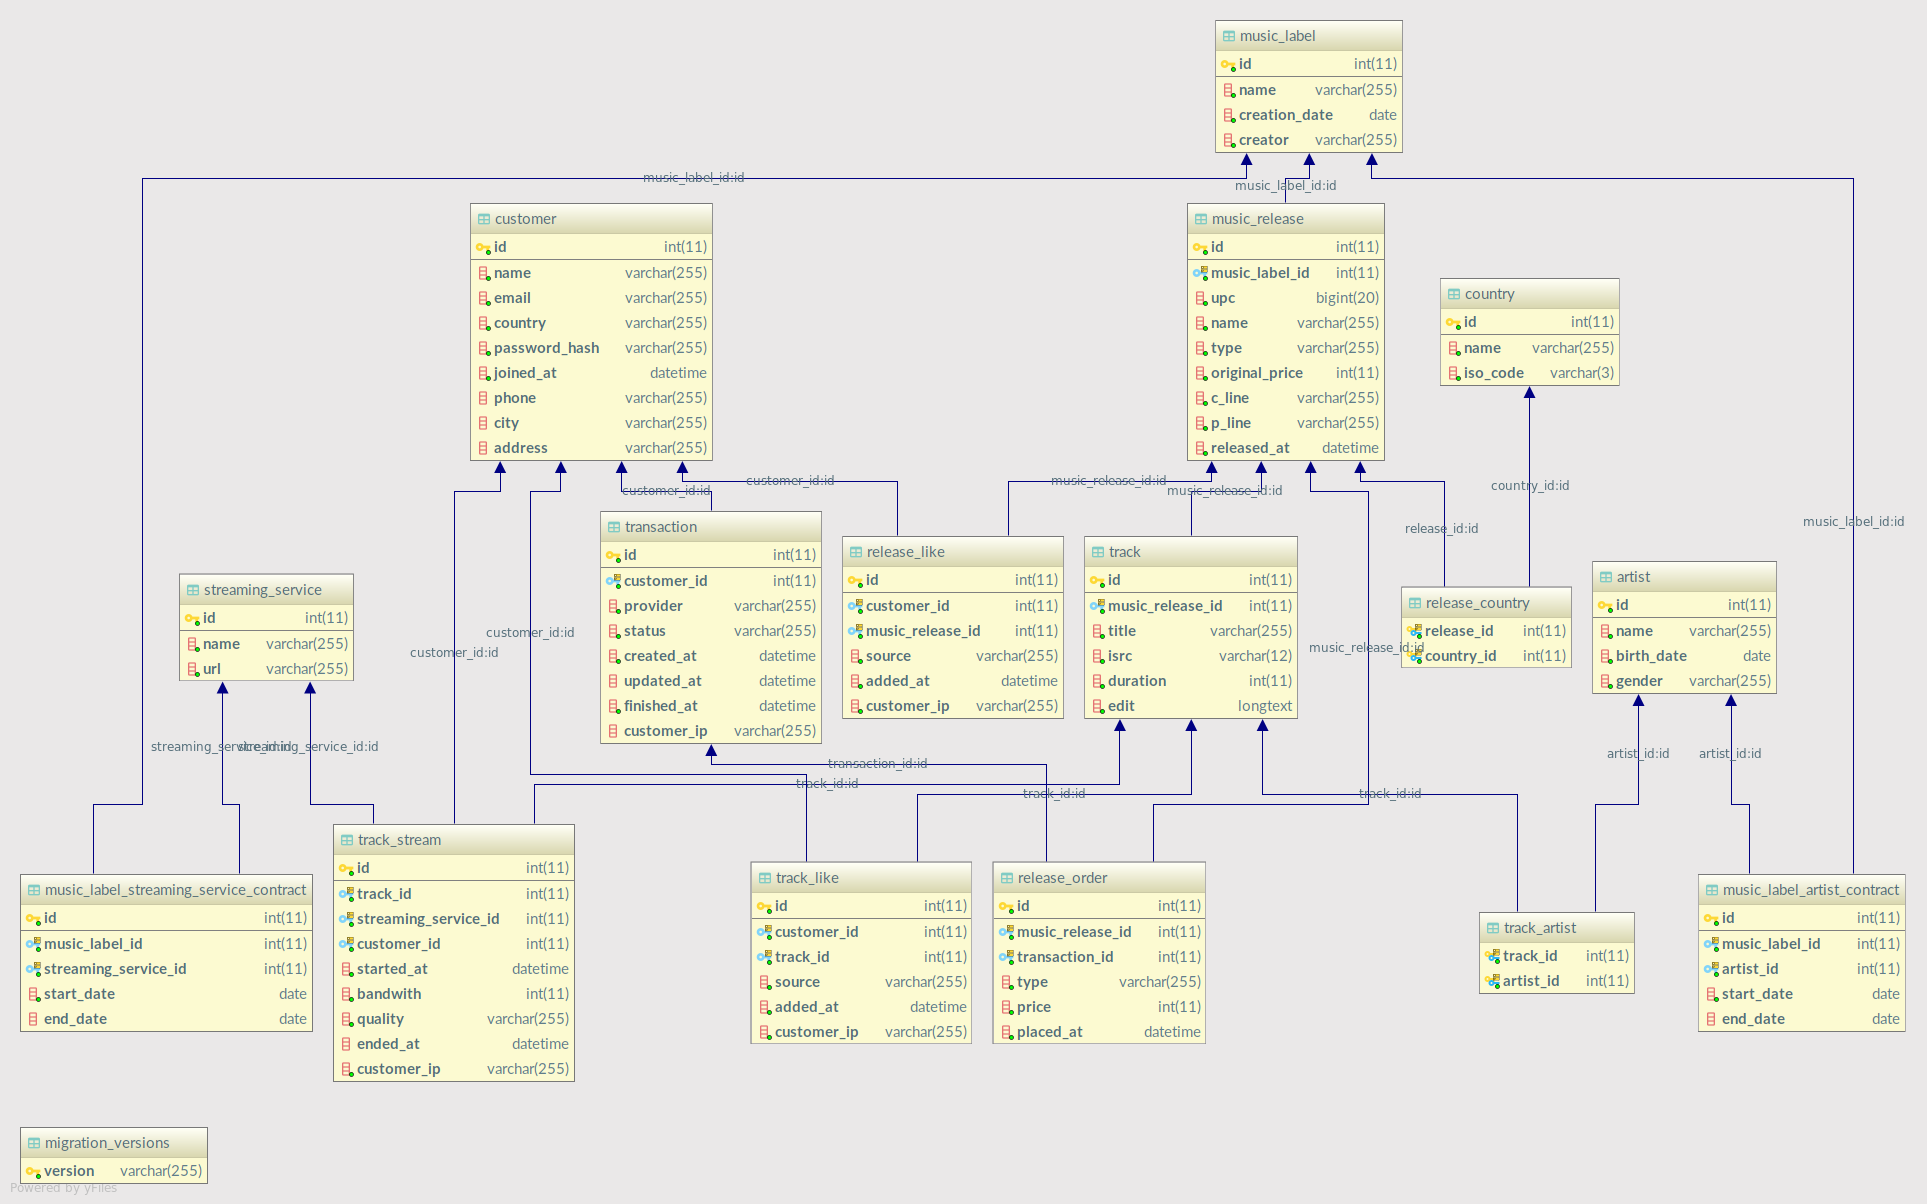 music_label
id int(11)
name varchar(255)
creation_date date
creator varchar(255)
music_label_id:id
music_label_id:id
customer
id int(11)
name varchar(255)
email varchar(255)
country varchar(255)
password_hash varchar(255)
joined_at datetime
phone varchar(255)
city varchar(255)
address varchar(255)
music_release
id int(11)
music_label_id int(11)
upc bigint(20)
name varchar(255)
type varchar(255)
original_price int(11)
c_line varchar(255)
p_line varchar(255)
released_at datetime
country
id int(11)
name varchar(255)
iso_code varchar(3)
customer_id:id
customer_id:id
music_release_id:id
music_release_id:id
country_id:id
release_id:id
music_label_id:id
transaction
id int(11)
customer_id int(11)
provider varchar(255)
status varchar(255)
created_at datetime
updated_at datetime
finished_at datetime
customer_ip varchar(255)
release_like
id int(11)
customer_id int(11)
music_release_id int(11)
source varchar(255)
added_at datetime
customer_ip varchar(255)
track
id int(11)
music_release_id int(11)
title varchar(255)
isrc varchar(12)
duration int(11)
edit longtext
streaming_service
id int(11)
name varchar(255)
url varchar(255)
customer_id:id
customer_id:id
music_release_id:id
release_country
release_id int(11)
country_id int(11)
artist
id int(11)
name varchar(255)
birth_date date
gender varchar(255)
streaming_service_id:id
streaming_service_id:id
transaction_id:id
track_id:id
track_id:id
track_id:id
artist_id:id
artist_id:id
music_label_streaming_service_contract
id int(11)
music_label_id int(11)
streaming_service_id int(11)
start_date date
end_date date
track_stream
id int(11)
track_id int(11)
streaming_service_id int(11)
customer_id int(11)
started_at datetime
bandwith int(11)
quality varchar(255)
ended_at datetime
customer_ip varchar(255)
track_like
id int(11)
customer_id int(11)
track_id int(11)
source varchar(255)
added_at datetime
customer_ip varchar(255)
release_order
id int(11)
music_release_id int(11)
transaction_id int(11)
type varchar(255)
price int(11)
placed_at datetime
track_artist
track_id int(11)
artist_id int(11)
music_label_artist_contract
id int(11)
music_label_id int(11)
artist_id int(11)
start_date date
end_date date
migration_versions
version varchar(255)
Powered by yFiles